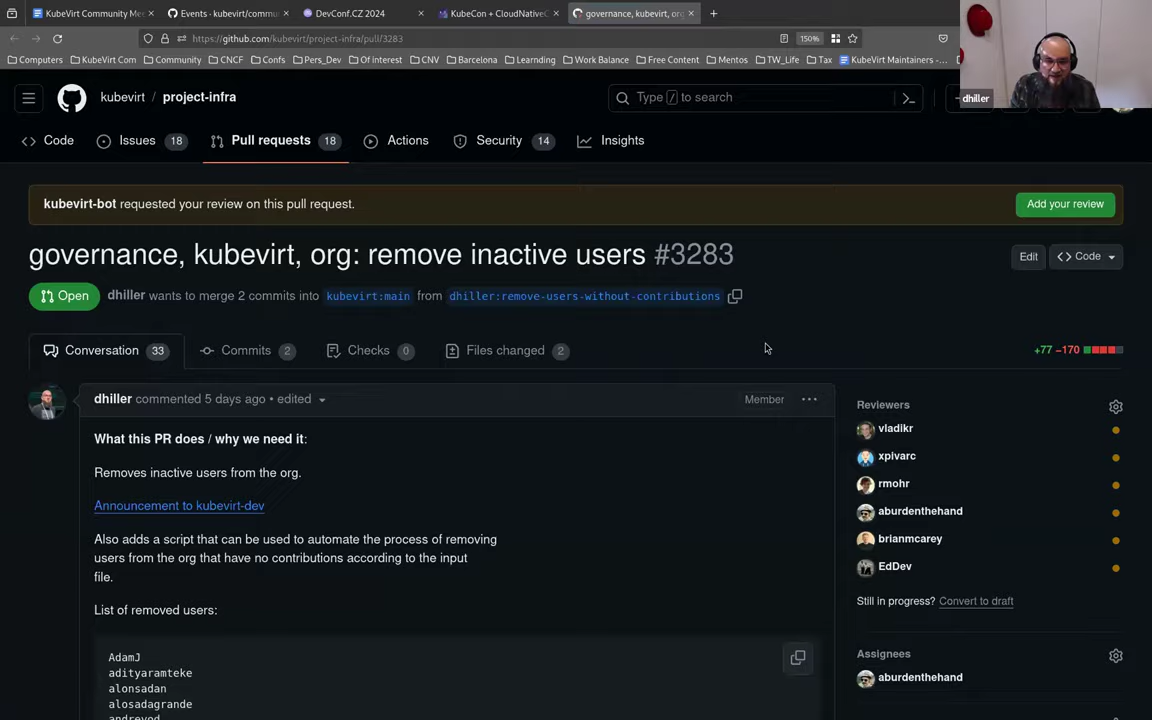 KubeVirt Community Me
Events · kubevirt/commu
DevConf.CZ 2024
KubeCon + CloudNativeC
governance, kubevirt, org
https://github.com/kubevirt/project-infra/pull/3283
150%
Computers KubeVirt Com Community CNCF Confs Pers_Dev Of interest CNV Barcelona Learnding Work Balance Free Content Mentos TW_Life Tax KubeVirt Maintainers -...
dhiller
kubevirt / project-infra
Type / to search
Code Issues 18 Pull requests 18 Actions Security 14 Insights
kubevirt-bot requested your review on this pull request.
Add your review
governance, kubevirt, org: remove inactive users #3283
Edit
Code
Open
dhiller wants to merge 2 commits into kubevirt:main from dhiller:remove-users-without-contributions
Conversation 33 Commits 2 Checks 0 Files changed 2
+77 −170
dhiller commented 5 days ago • edited
Member
What this PR does / why we need it:
Removes inactive users from the org.
Announcement to kubevirt-dev
Also adds a script that can be used to automate the process of removing
users from the org that have no contributions according to the input
file.
List of removed users:
AdamJ
adityaramteke
alonsadan
alosadagrande
andreyod
Reviewers
vladikr
xpivarc
rmohr
aburdenthehand
brianmcarey
EdDev
Still in progress? Convert to draft
Assignees
aburdenthehand